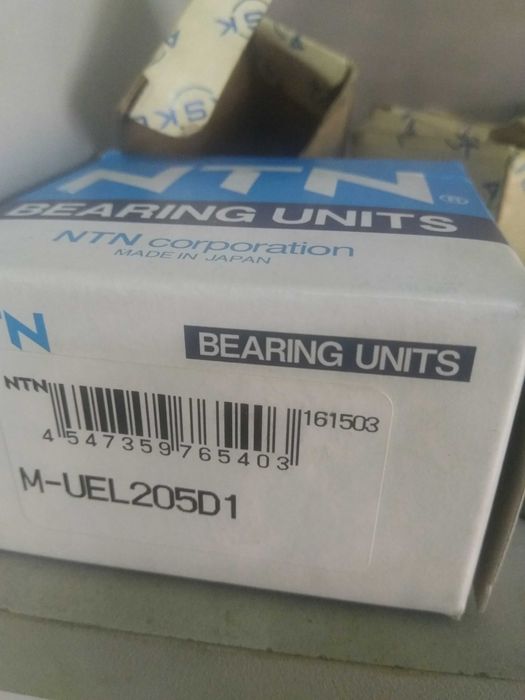 NTN®
BEARING UNITS
NTN corporation
MADE IN JAPAN
BEARING UNITS
NTN
161503
4 547359 765403
M-UEL205D1